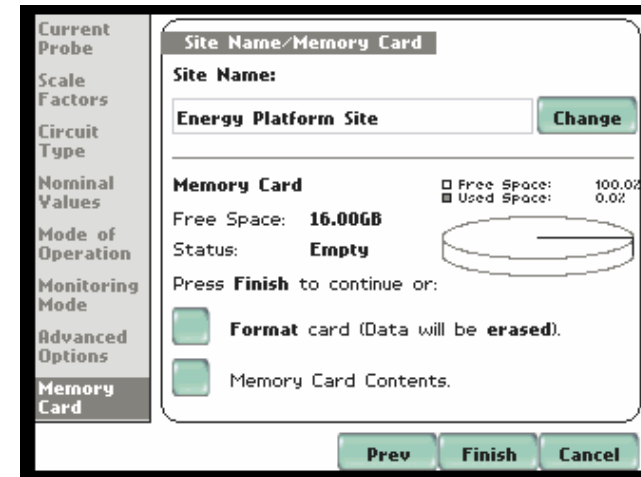 Current
Probe
Scale
Factors
Circuit
Type
Nominal
Values
Mode of
Operation
Monitoring
Mode
Advanced
Options
Memory
Card
Site Name/Memory Card
Site Name:
Energy Platform Site
Change
Memory Card
Free Space: 100.0%
Used Space: 0.0%
Free Space: 16.00GB
Status: Empty
Press Finish to continue or:
Format card (Data will be erased).
Memory Card Contents.
Prev Finish Cancel